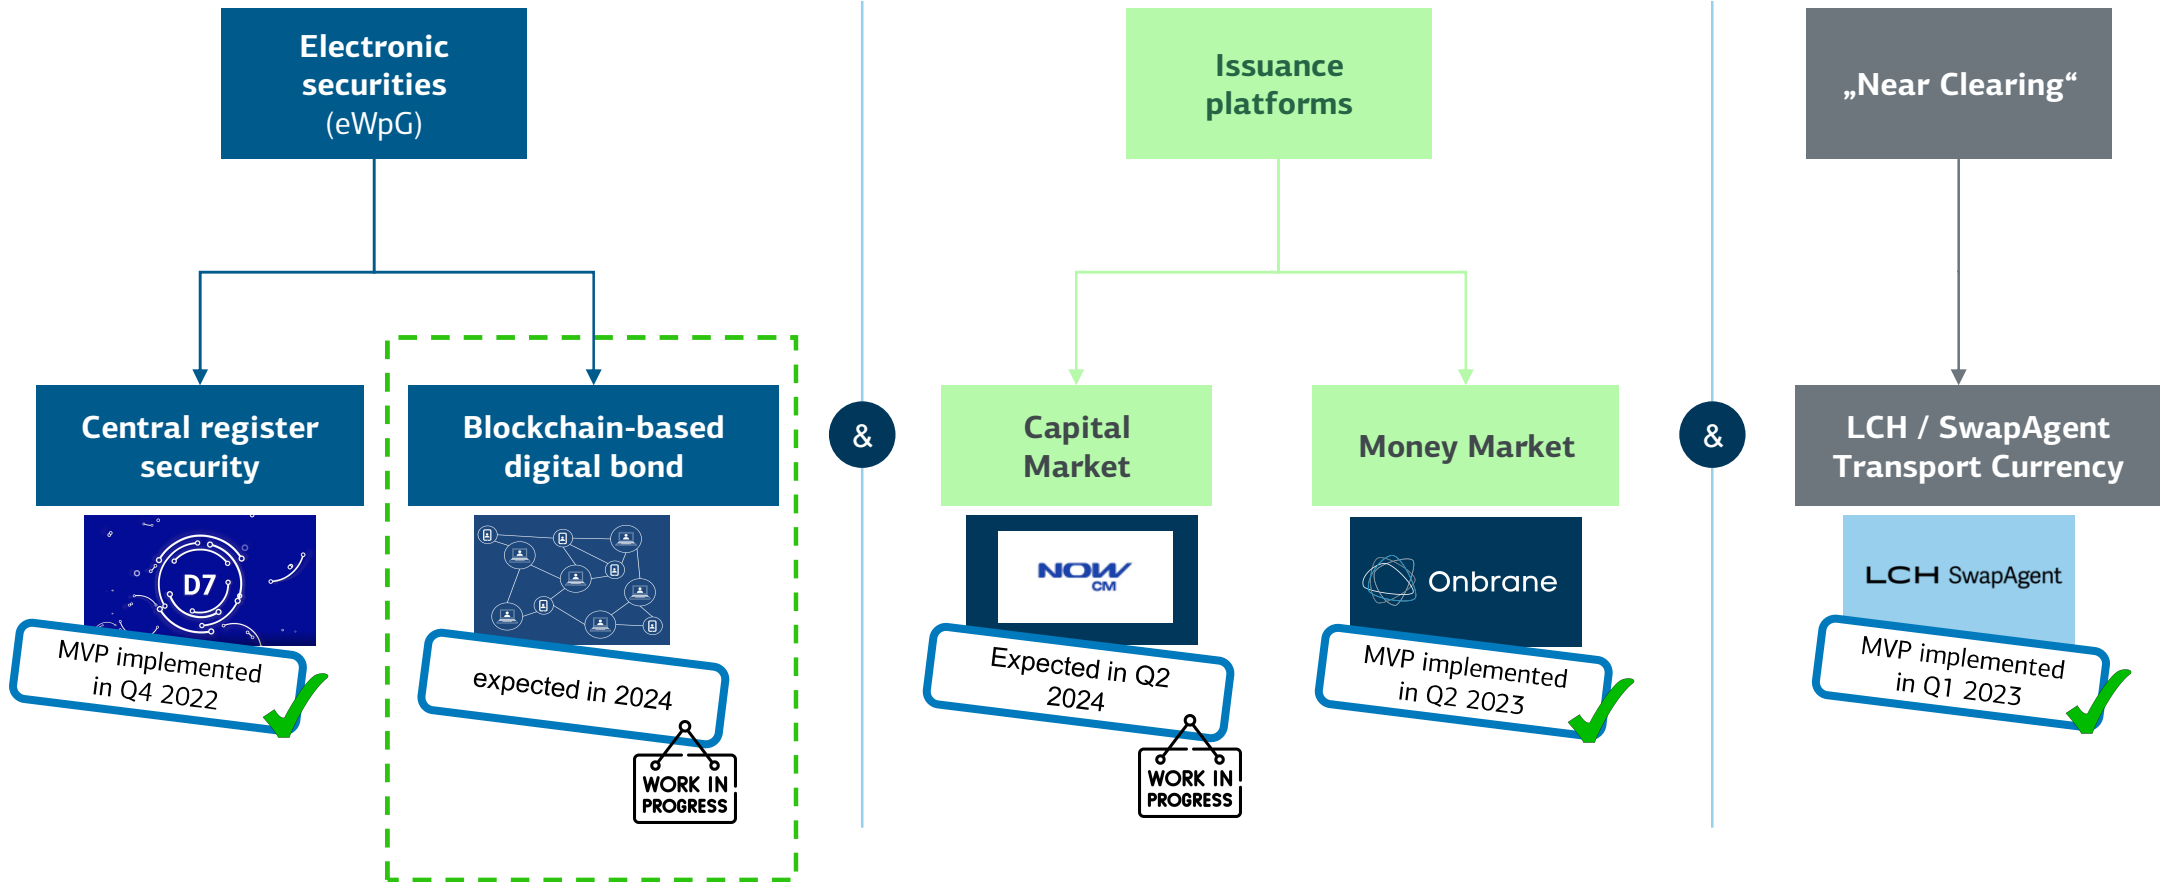 Electronic
securities
(eWpG)
Issuance
platforms
„Near Clearing“
Central register
security
Blockchain-based
digital bond
&
Capital
Market
Money Market
&
LCH / SwapAgent
Transport Currency
D7
NOW
CM
Onbrane
LCH SwapAgent
MVP implemented
in Q4 2022
expected in 2024
WORK IN
PROGRESS
Expected in Q2
2024
WORK IN
PROGRESS
MVP implemented
in Q2 2023
MVP implemented
in Q1 2023